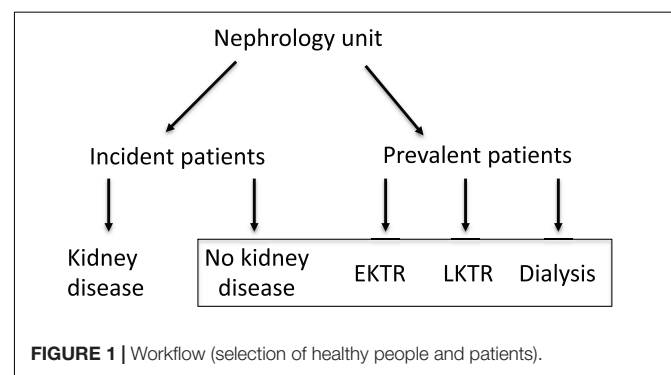 Nephrology unit
Incident patients
Prevalent patients
Kidney
disease
No kidney
disease
EKTR
LKTR
Dialysis
FIGURE 1 | Workflow (selection of healthy people and patients).